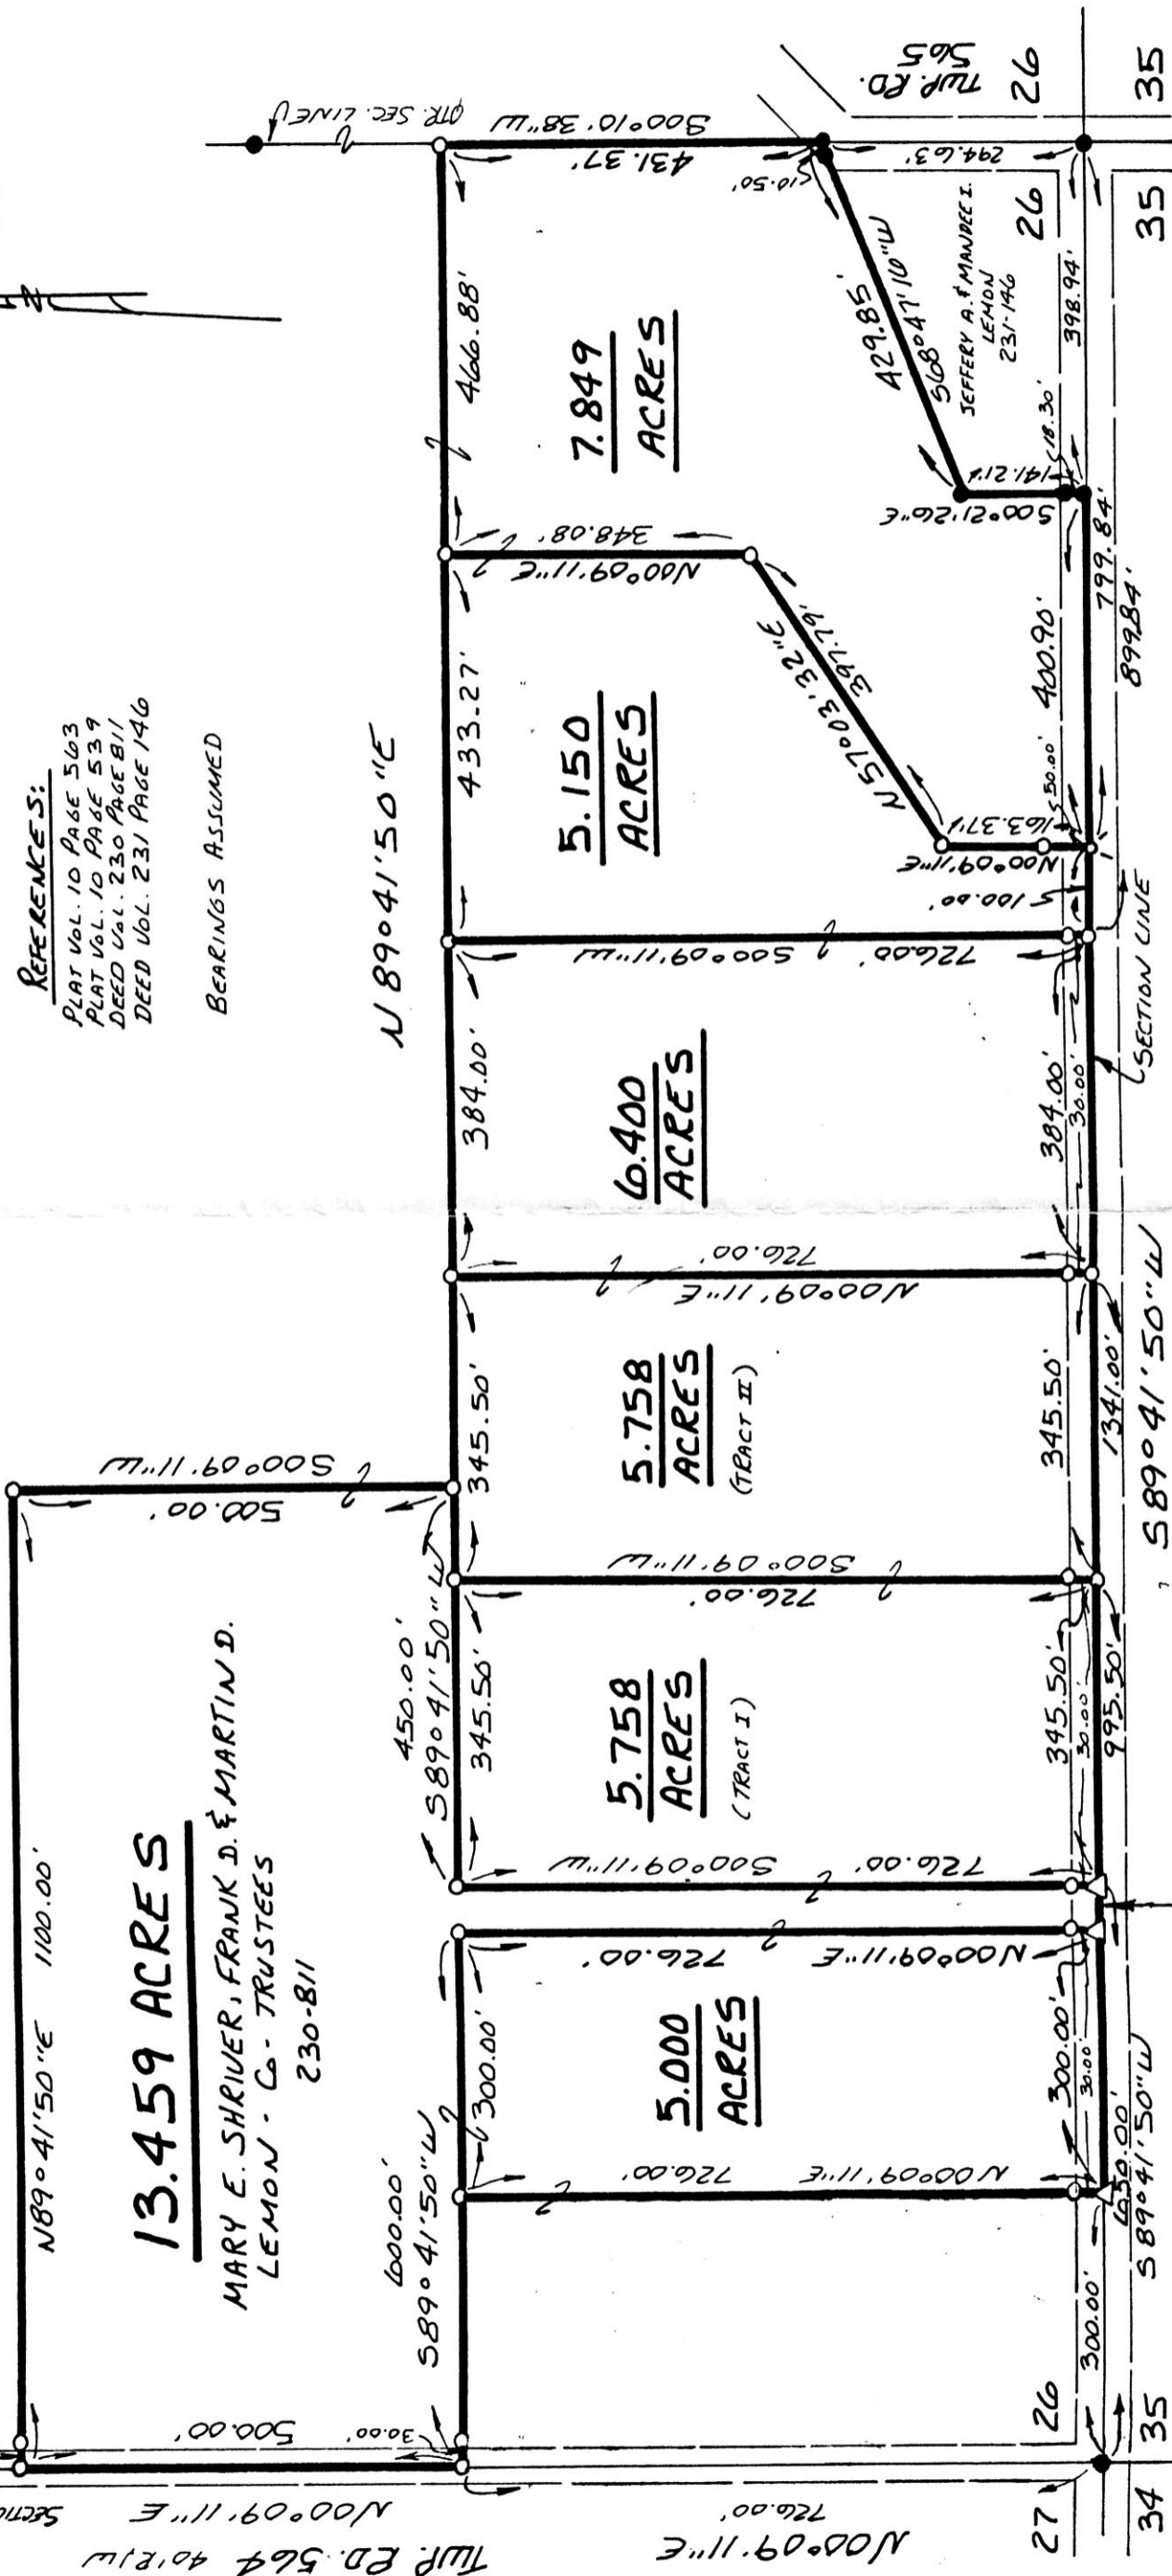 REFERENCES:
PLAT VOL. 10 PAGE 563
PLAT VOL. 10 PAGE 539
DEED VOL. 230 PAGE 811
DEED VOL. 231 PAGE 146
BEARINGS ASSUMED
N89°41'50"E 1100.00'
13.459 ACRES
MARY E. SHRIVER, FRANK D. & MARTIN D.
LEMON - CO-TRUSTEES
230-811
500.00'
S00°09'11"W
500.00'
30.00'
N00°09'11"E
TWP. RD. 564 40' R/W
600.00'
S89°41'50"W
450.00'
S89°41'50"W
N89°41'50"E
QTR. SEC. LINE
300.00'
345.50'
345.50'
384.00'
433.27'
466.88'
N00°09'11"E
726.00'
N00°09'11"E
726.00'
5.000
ACRES
N00°09'11"E
726.00'
S00°09'11"W
726.00'
5.758
ACRES
(TRACT I)
S00°09'11"W
726.00'
5.758
ACRES
(TRACT II)
N00°09'11"E
726.00'
6.400
ACRES
S00°09'11"W
726.00'
5.150
ACRES
N00°09'11"E
348.08'
N57°03'32"E
397.79'
N00°09'11"E
163.37'
7.849
ACRES
S00°10'38"W
431.37'
10.50'
429.85'
S68°47'10"W
S00°21'26"E
141.21'
18.30'
JEFFERY A. & MANDEE I.
LEMON
231-146
294.63'
TWP. RD.
565
27
26
300.00'
300.00'
30.00'
345.50'
30.00'
345.50'
384.00'
30.00'
100.00'
50.00'
400.90'
398.94'
26
26
650.00'
S89°41'50"W
995.50'
1341.00'
S89°41'50"W
SECTION LINE
799.84'
899.84'
34
35
35
35